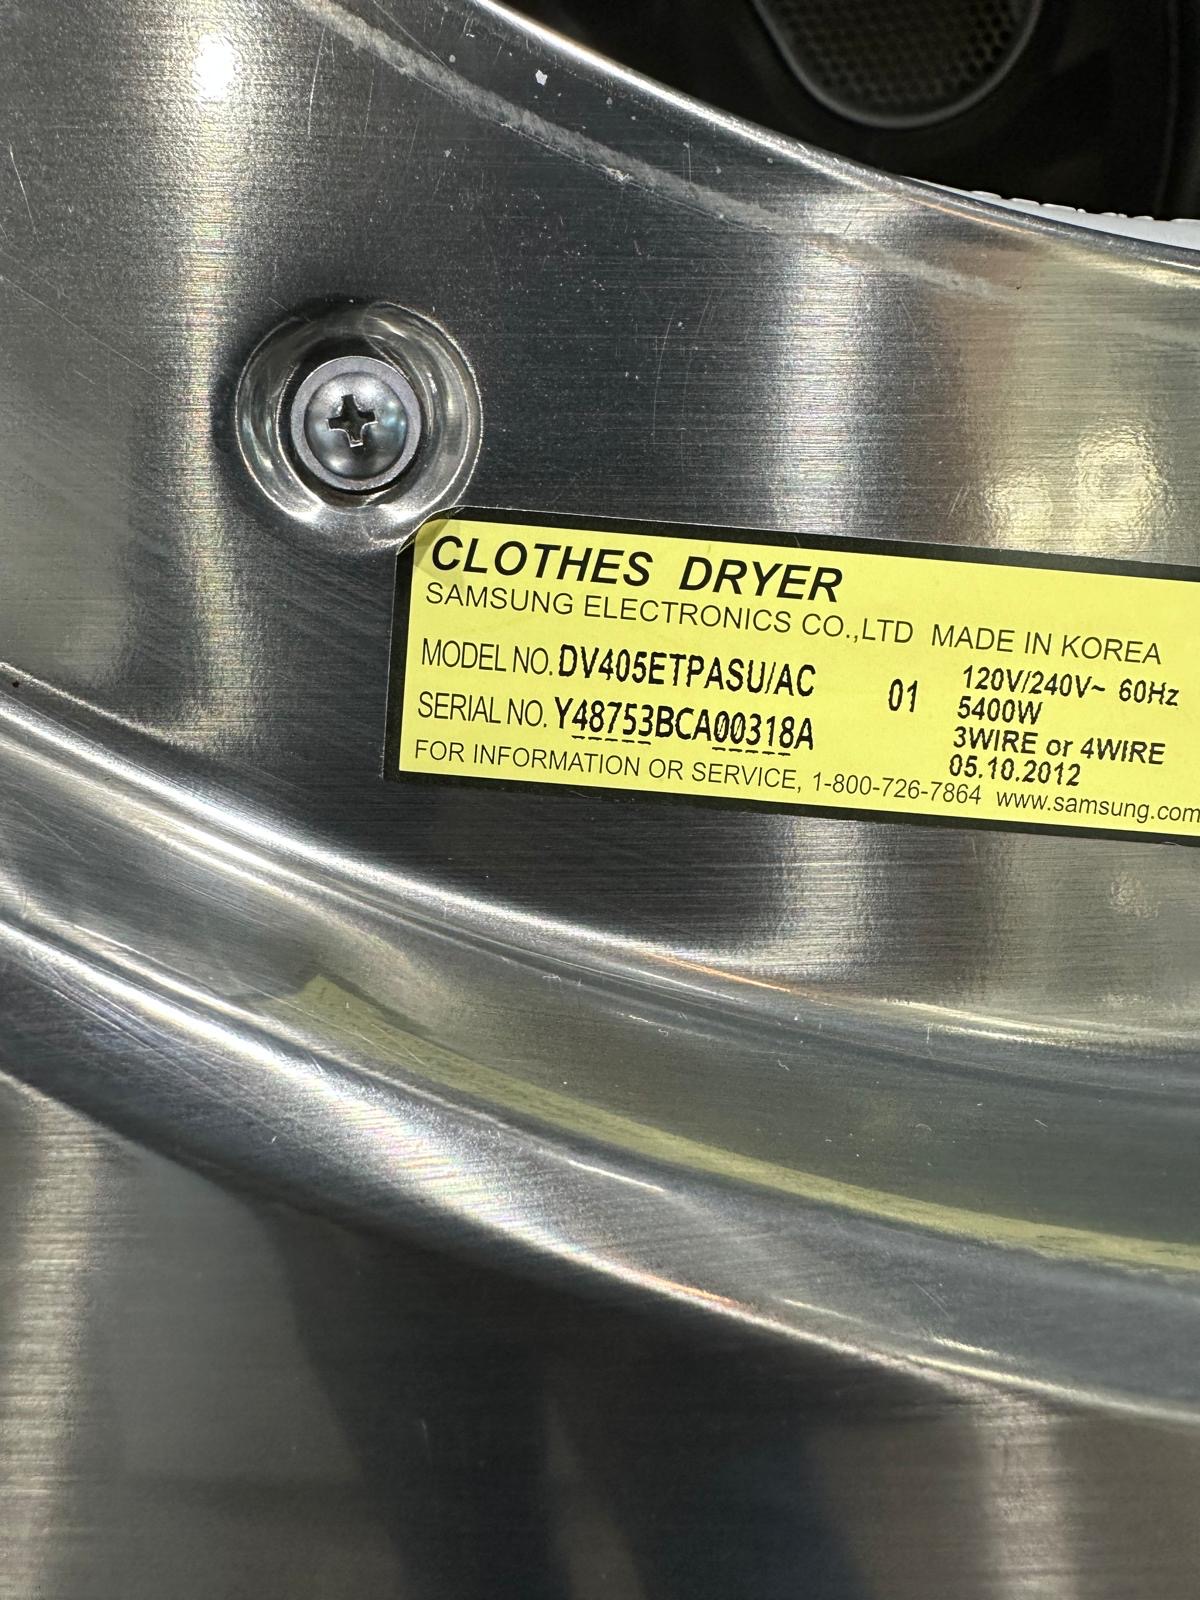 CLOTHES DRYER
SAMSUNG ELECTRONICS CO.,LTD MADE IN KOREA
MODEL NO. DV405ETPASU/AC 01 120V/240V~ 60Hz
5400W
SERIAL NO. Y48753BCA00318A 3WIRE or 4WIRE
05.10.2012
FOR INFORMATION OR SERVICE, 1-800-726-7864 www.samsung.com